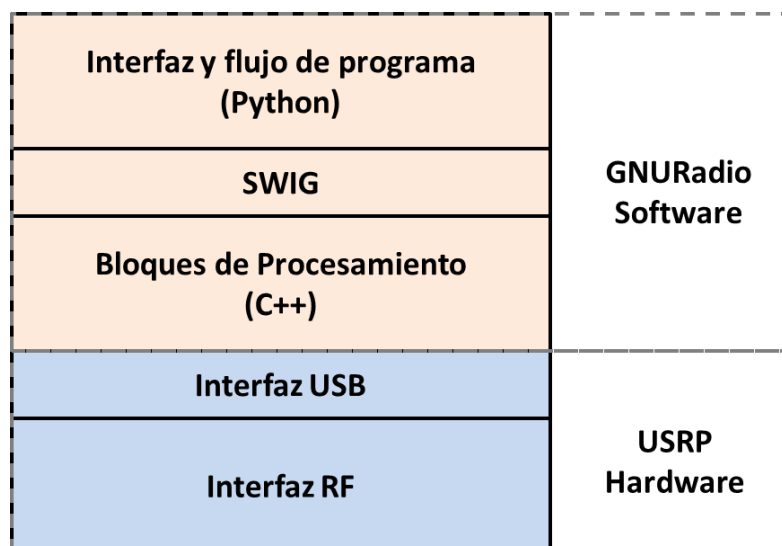 Interfaz y flujo de programa
(Python)
SWIG
Bloques de Procesamiento
(C++)
GNURadio
Software
Interfaz USB
Interfaz RF
USRP
Hardware